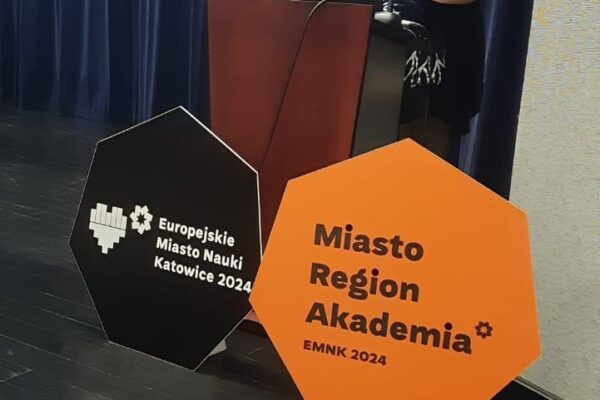 Europejskie
Miasto Nauki
Katowice 2024
Miasto
Region
Akademia
EMNK 2024